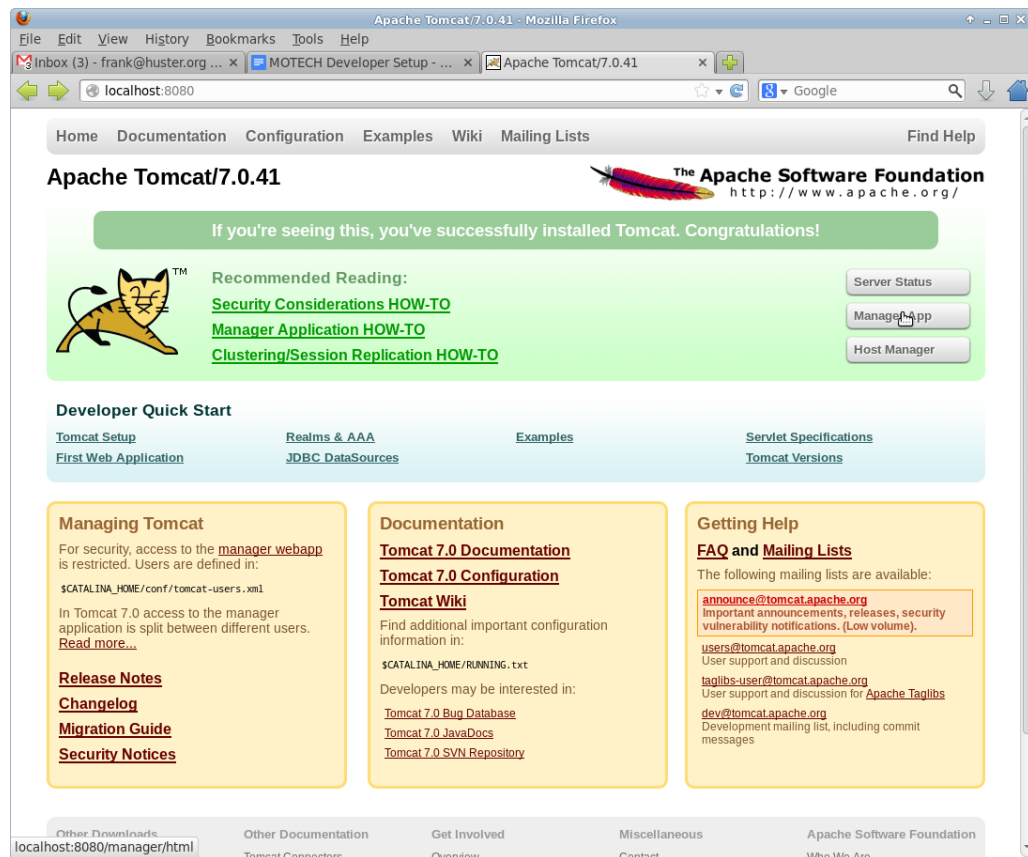 Apache Tomcat/7.0.41 - Mozilla Firefox
File Edit View History Bookmarks Tools Help
Inbox (3) - frank@huster.org ... MOTECH Developer Setup - ... Apache Tomcat/7.0.41
localhost:8080 Google
Home Documentation Configuration Examples Wiki Mailing Lists Find Help
Apache Tomcat/7.0.41
The Apache Software Foundation
http://www.apache.org/
If you're seeing this, you've successfully installed Tomcat. Congratulations!
TM
Recommended Reading:
Security Considerations HOW-TO
Manager Application HOW-TO
Clustering/Session Replication HOW-TO
Server Status
Manager App
Host Manager
Developer Quick Start
Tomcat Setup Realms & AAA Examples Servlet Specifications
First Web Application JDBC DataSources Tomcat Versions
Managing Tomcat
For security, access to the manager webapp
is restricted. Users are defined in:
$CATALINA_HOME/conf/tomcat-users.xml
In Tomcat 7.0 access to the manager
application is split between different users.
Read more...
Release Notes
Changelog
Migration Guide
Security Notices
Documentation
Tomcat 7.0 Documentation
Tomcat 7.0 Configuration
Tomcat Wiki
Find additional important configuration
information in:
$CATALINA_HOME/RUNNING.txt
Developers may be interested in:
Tomcat 7.0 Bug Database
Tomcat 7.0 JavaDocs
Tomcat 7.0 SVN Repository
Getting Help
FAQ and Mailing Lists
The following mailing lists are available:
announce@tomcat.apache.org
Important announcements, releases, security
vulnerability notifications. (Low volume).
users@tomcat.apache.org
User support and discussion
taglibs-user@tomcat.apache.org
User support and discussion for Apache Taglibs
dev@tomcat.apache.org
Development mailing list, including commit
messages
Other Downloads Other Documentation Get Involved Miscellaneous Apache Software Foundation
localhost:8080/manager/html
Tomcat Connectors Overview Contact Who We Are